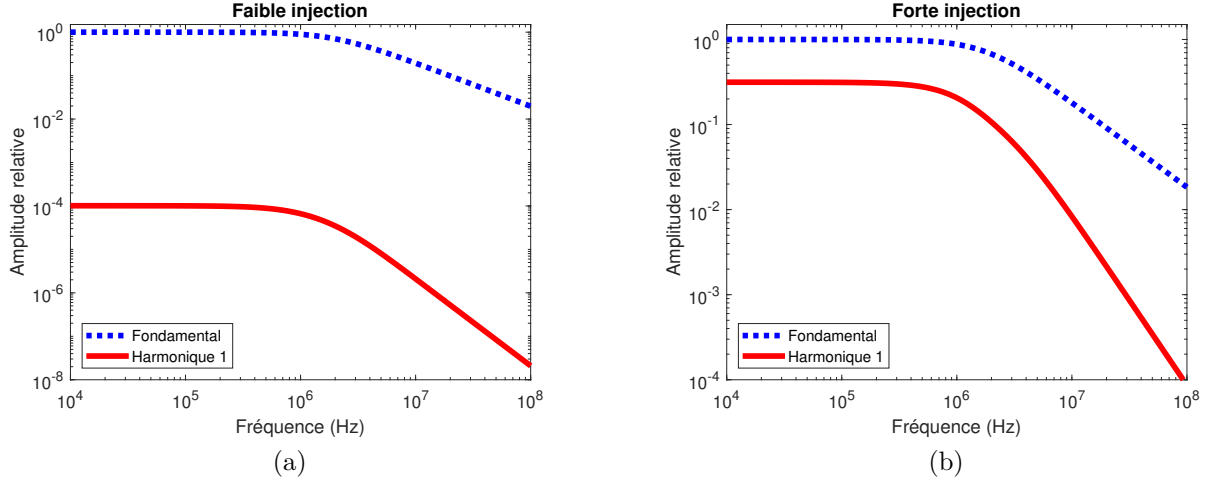 Faible injection
10^0
10^-2
10^-4
10^-6
10^-8
Amplitude relative
Fondamental
Harmonique 1
10^4
10^5
10^6
10^7
10^8
Fréquence (Hz)
(a)
Forte injection
10^0
10^-1
10^-2
10^-3
10^-4
Amplitude relative
Fondamental
Harmonique 1
10^4
10^5
10^6
10^7
10^8
Fréquence (Hz)
(b)